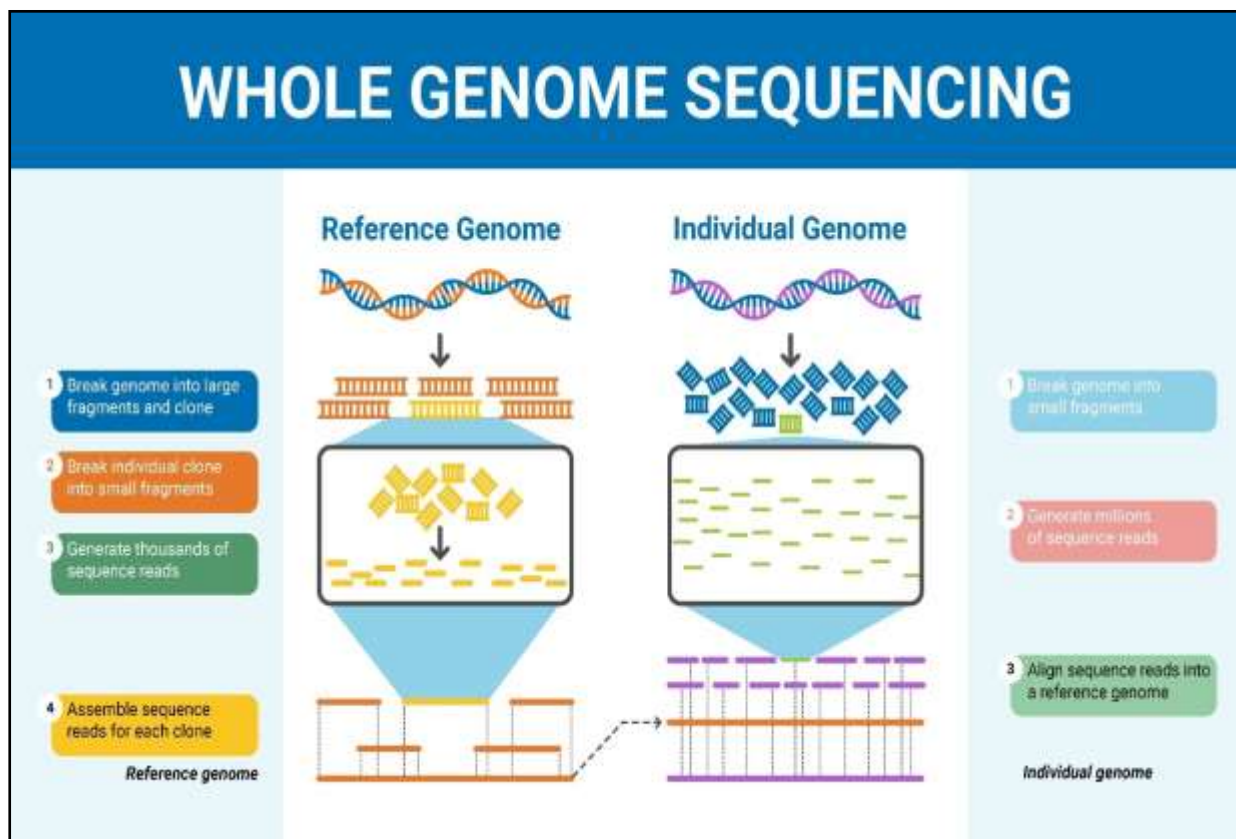 WHOLE GENOME SEQUENCING
Reference Genome
Individual Genome
1 Break genome into large
fragments and clone
2 Break individual clone
into small fragments
3 Generate thousands of
sequence reads
4 Assemble sequence
reads for each clone
Reference genome
1 Break genome into
small fragments
2 Generate millions
of sequence reads
3 Align sequence reads into
a reference genome
Individual genome